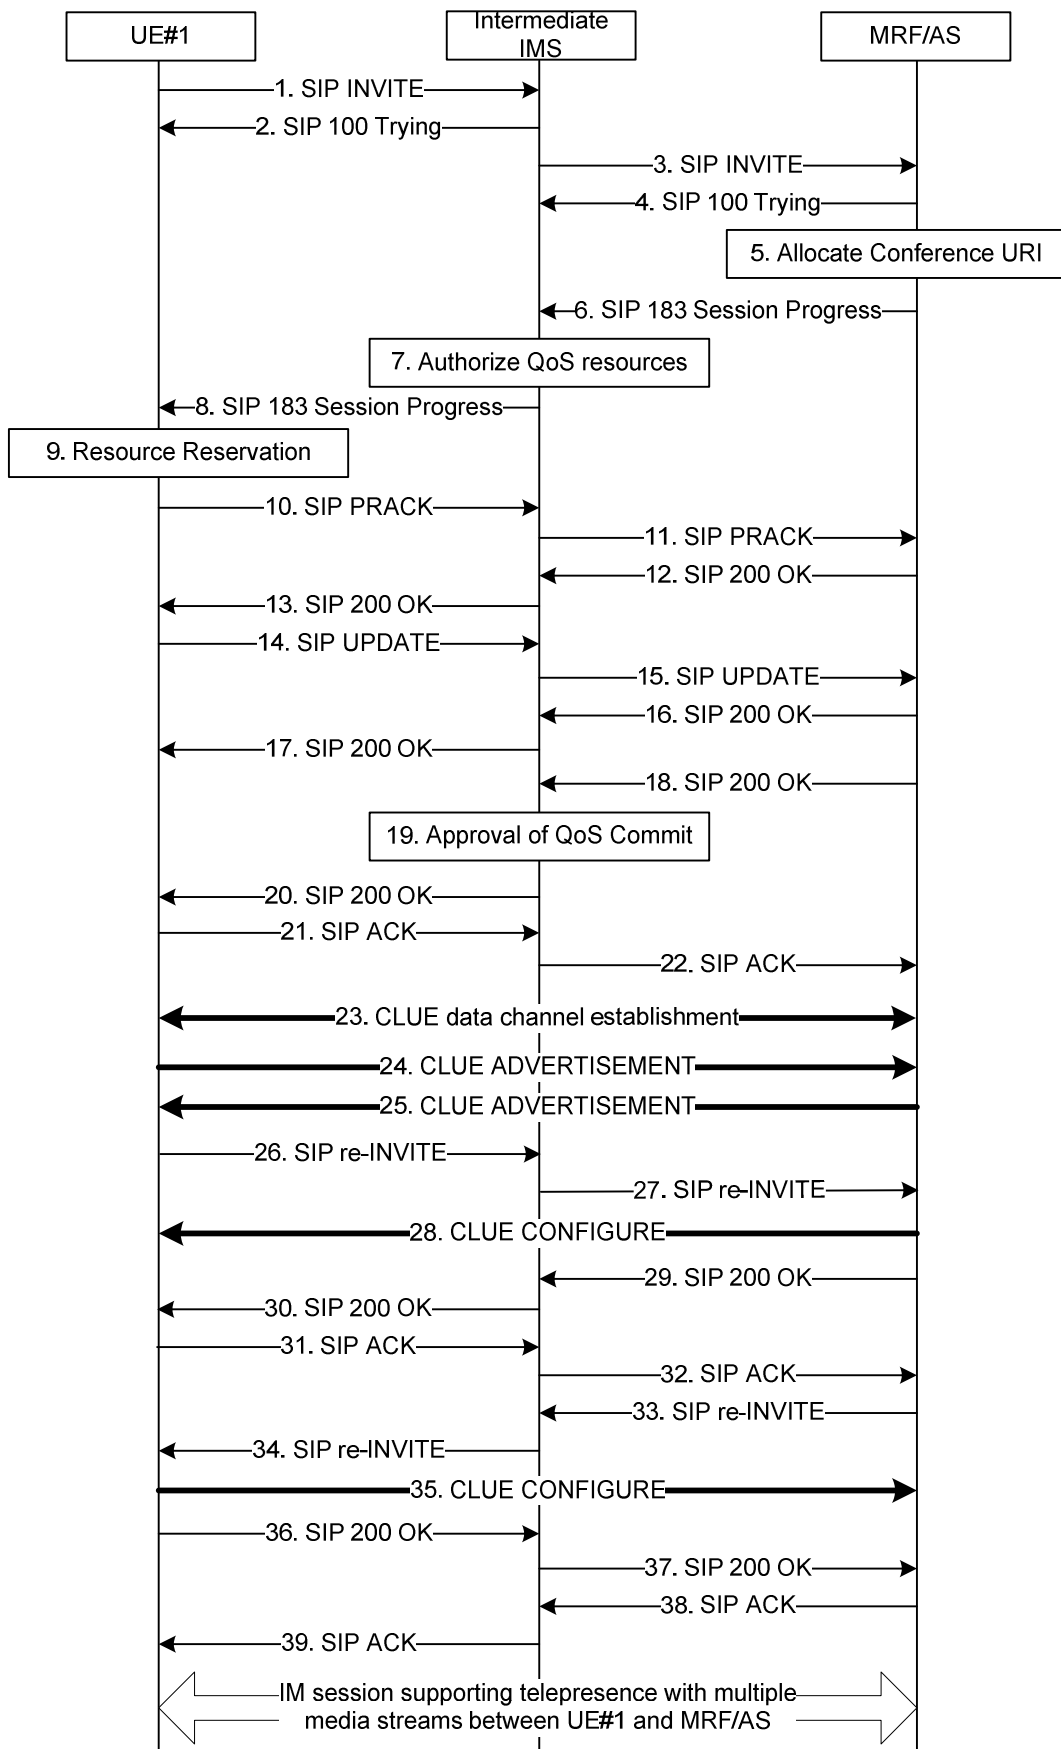 UE#1
Intermediate
IMS
MRF/AS
1. SIP INVITE
2. SIP 100 Trying
3. SIP INVITE
4. SIP 100 Trying
5. Allocate Conference URI
6. SIP 183 Session Progress
7. Authorize QoS resources
8. SIP 183 Session Progress
9. Resource Reservation
10. SIP PRACK
11. SIP PRACK
12. SIP 200 OK
13. SIP 200 OK
14. SIP UPDATE
15. SIP UPDATE
16. SIP 200 OK
17. SIP 200 OK
18. SIP 200 OK
19. Approval of QoS Commit
20. SIP 200 OK
21. SIP ACK
22. SIP ACK
23. CLUE data channel establishment
24. CLUE ADVERTISEMENT
25. CLUE ADVERTISEMENT
26. SIP re-INVITE
27. SIP re-INVITE
28. CLUE CONFIGURE
29. SIP 200 OK
30. SIP 200 OK
31. SIP ACK
32. SIP ACK
33. SIP re-INVITE
34. SIP re-INVITE
35. CLUE CONFIGURE
36. SIP 200 OK
37. SIP 200 OK
38. SIP ACK
39. SIP ACK
IM session supporting telepresence with multiple
media streams between UE#1 and MRF/AS